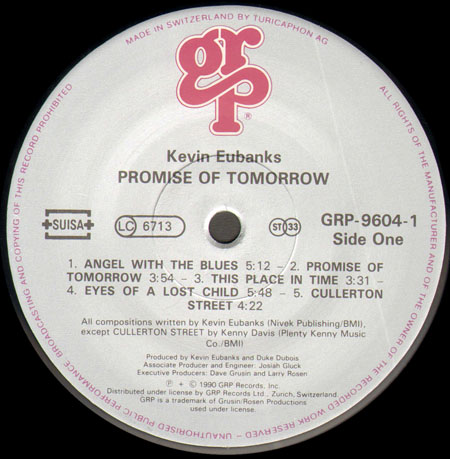 MADE IN SWITZERLAND BY TURICAPHON AG
ALL RIGHTS OF THE MANUFACTURER AND OF THE OWNER OF THE RECORDED WORK RESERVED - UNAUTHORISED PUBLIC PERFORMANCE BROADCASTING AND COPYING OF THIS RECORD PROHIBITED
grp®
Kevin Eubanks
PROMISE OF TOMORROW
SUISA
LC 6713
ST 33
GRP-9604-1
Side One
1. ANGEL WITH THE BLUES 5:12 – 2. PROMISE OF
TOMORROW 3:54 – 3. THIS PLACE IN TIME 3:31 –
4. EYES OF A LOST CHILD 5:48 – 5. CULLERTON
STREET 4:22
All compositions written by Kevin Eubanks (Nivek Publishing/BMI),
except CULLERTON STREET by Kenny Davis (Plenty Kenny Music
Co./BMI)
Produced by Kevin Eubanks and Duke Dubois
Associate Producer and Engineer: Josiah Gluck
Executive Producers: Dave Grusin and Larry Rosen
℗ + © 1990 GRP Records, Inc.
Distributed under license by GRP Records Ltd., Zurich, Switzerland.
GRP is a trademark of Grusin/Rosen Productions
used under license.